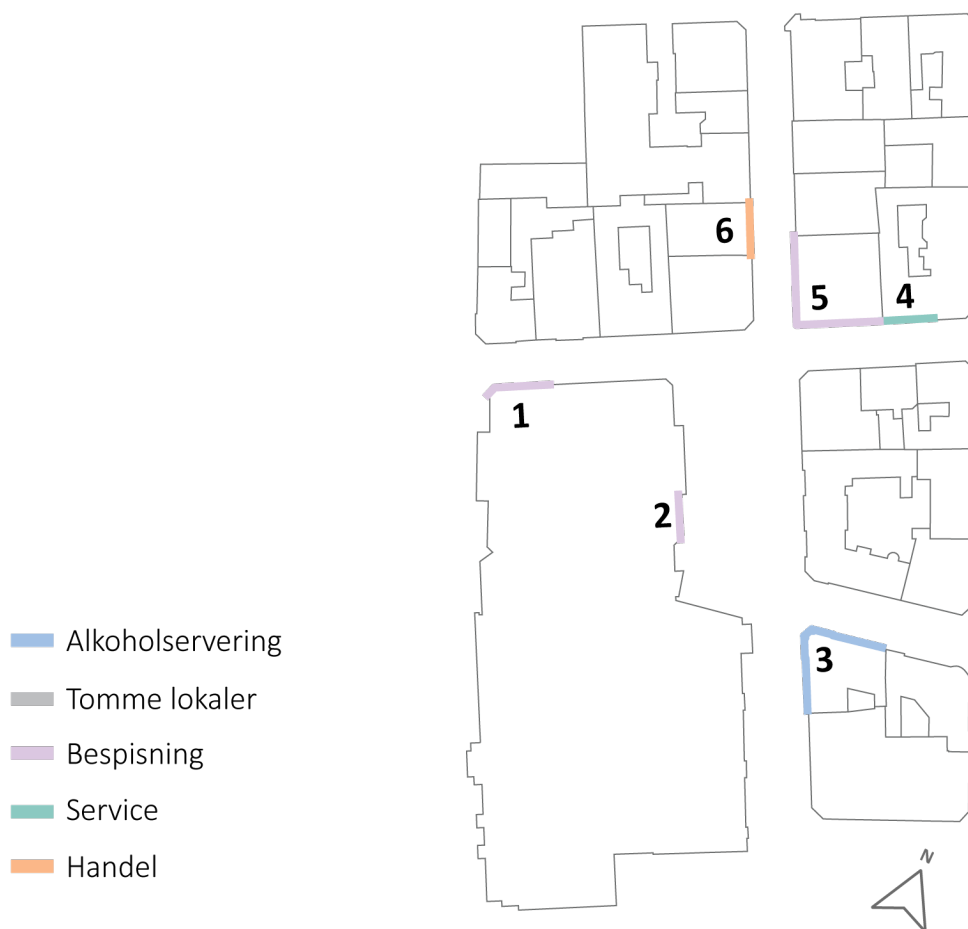 6
5
4
1
2
3
Alkoholservering
Tomme lokaler
Bespisning
Service
Handel
N